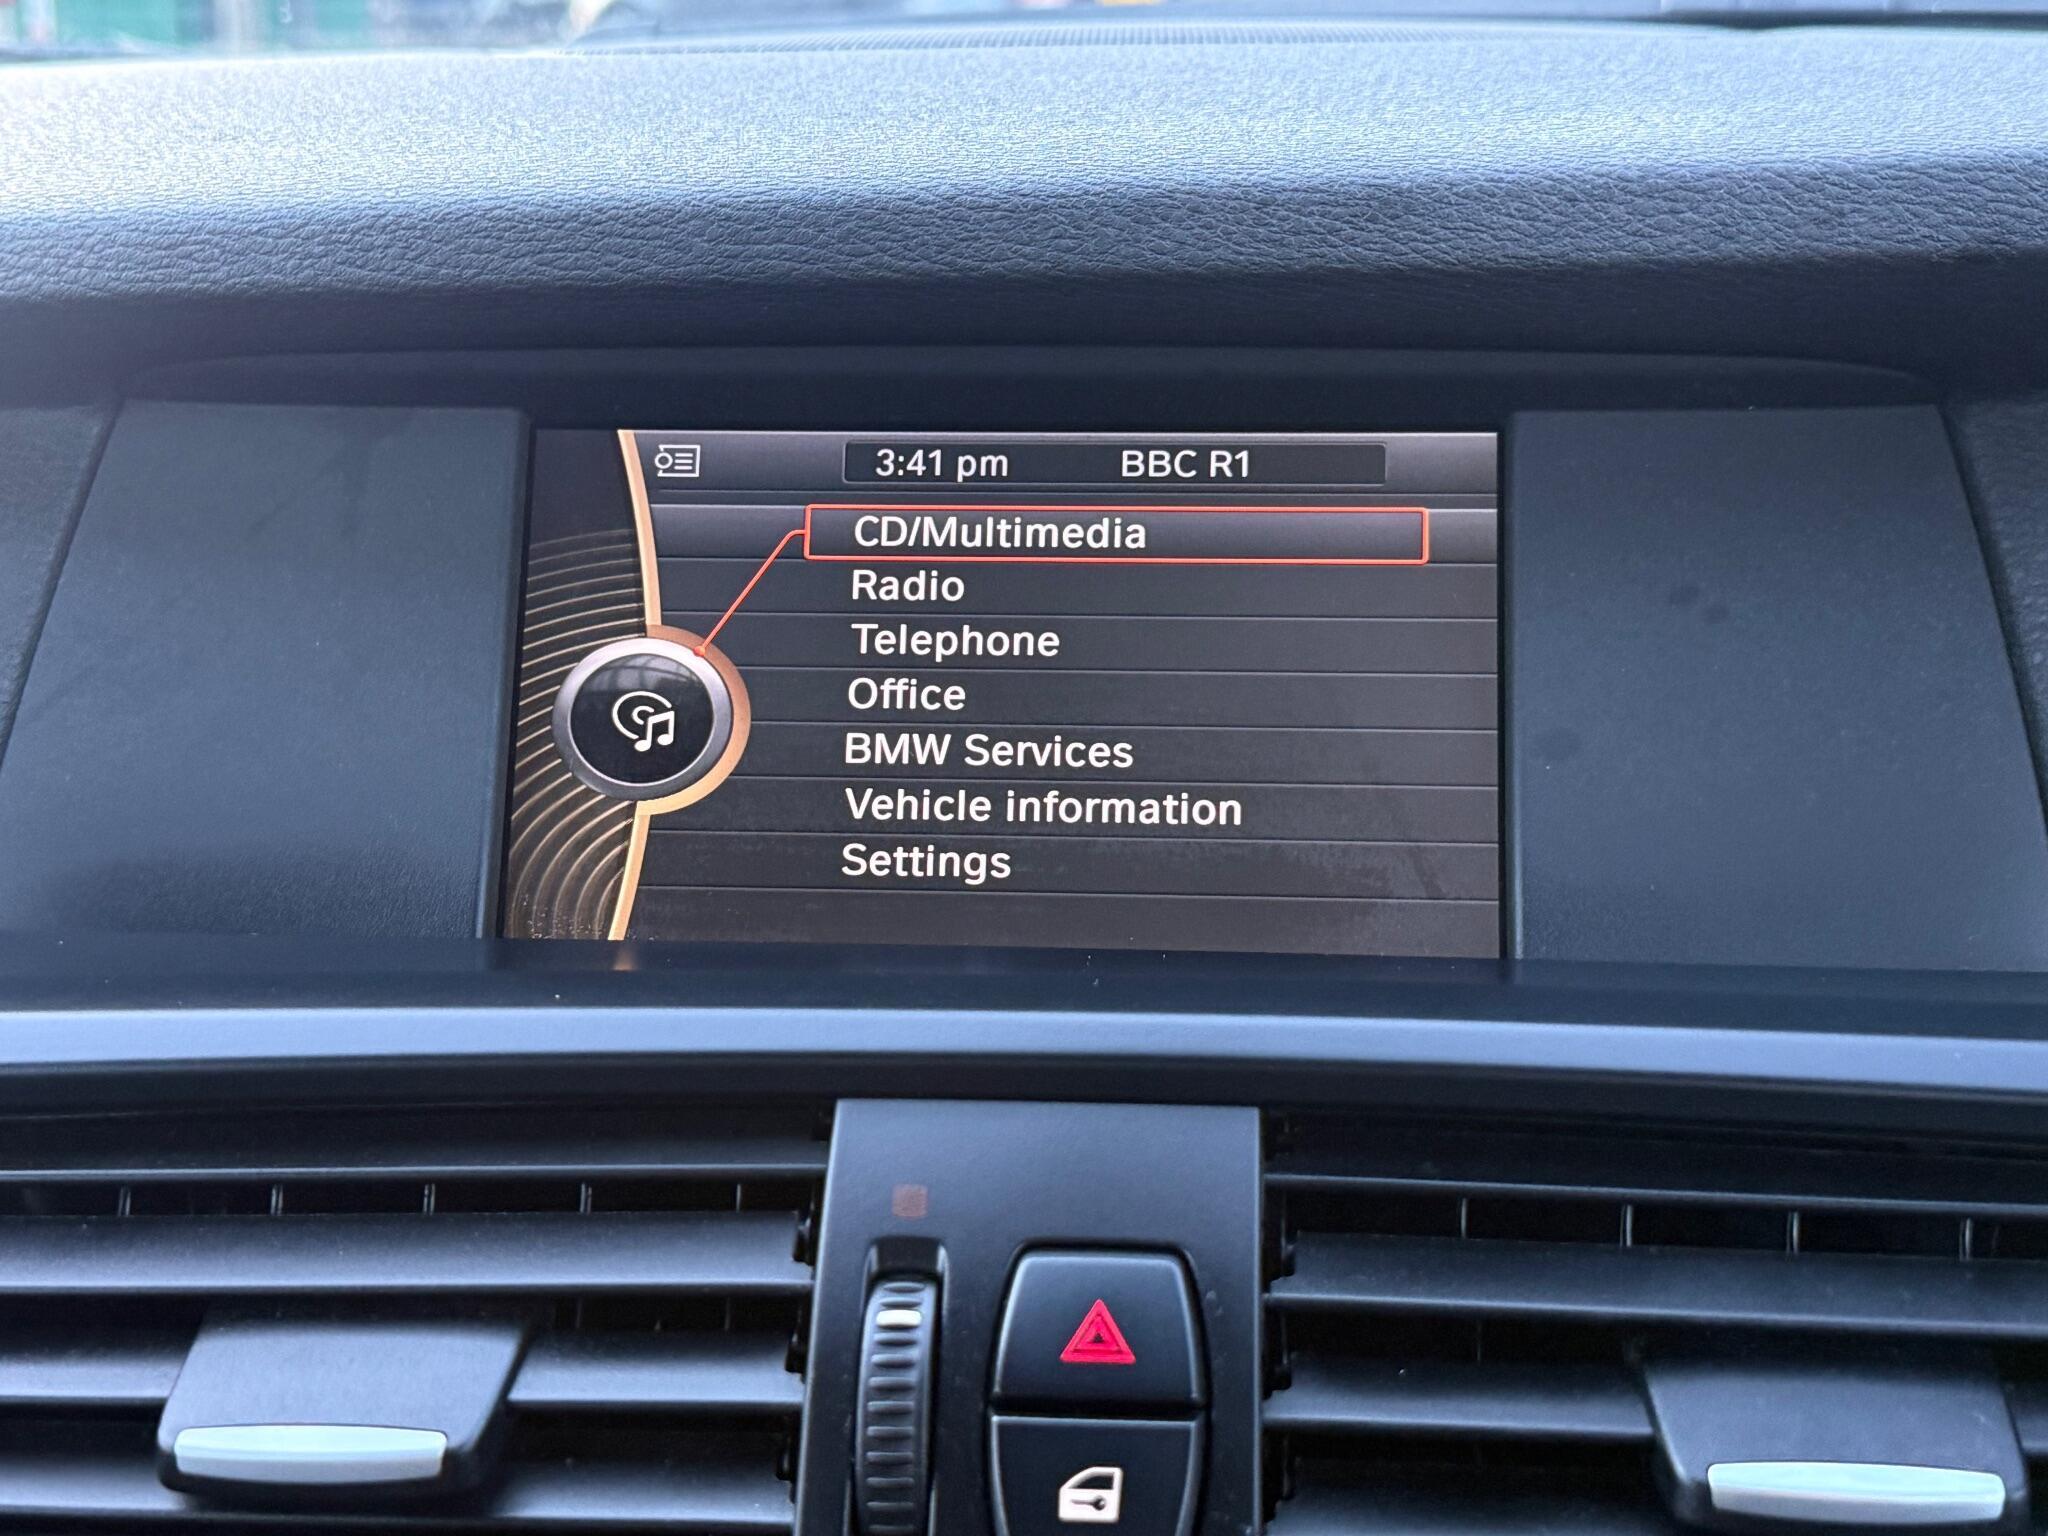 3:41 pm BBC R1
CD/Multimedia
Radio
Telephone
Office
BMW Services
Vehicle information
Settings